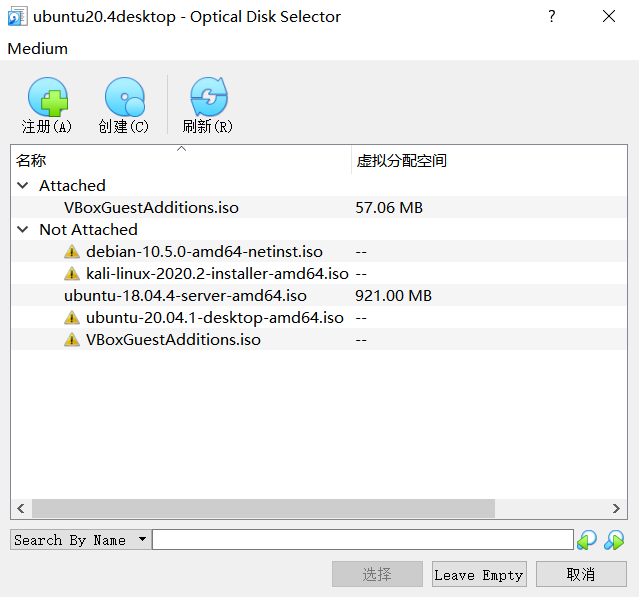 ubuntu20.4desktop - Optical Disk Selector ?
Medium
注册(A) 创建(C) 刷新(R)
名称 虚拟分配空间
Attached
VBoxGuestAdditions.iso 57.06 MB
Not Attached
debian-10.5.0-amd64-netinst.iso --
kali-linux-2020.2-installer-amd64.iso --
ubuntu-18.04.4-server-amd64.iso 921.00 MB
ubuntu-20.04.1-desktop-amd64.iso --
VBoxGuestAdditions.iso --
Search By Name
选择 Leave Empty 取消